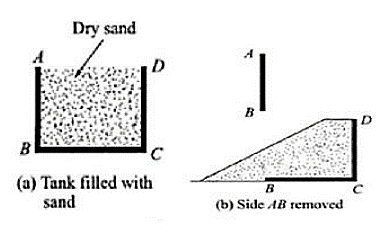 Dry sand
A
D
B
C
(a) Tank filled with
sand
A
B
D
B
C
(b) Side AB removed